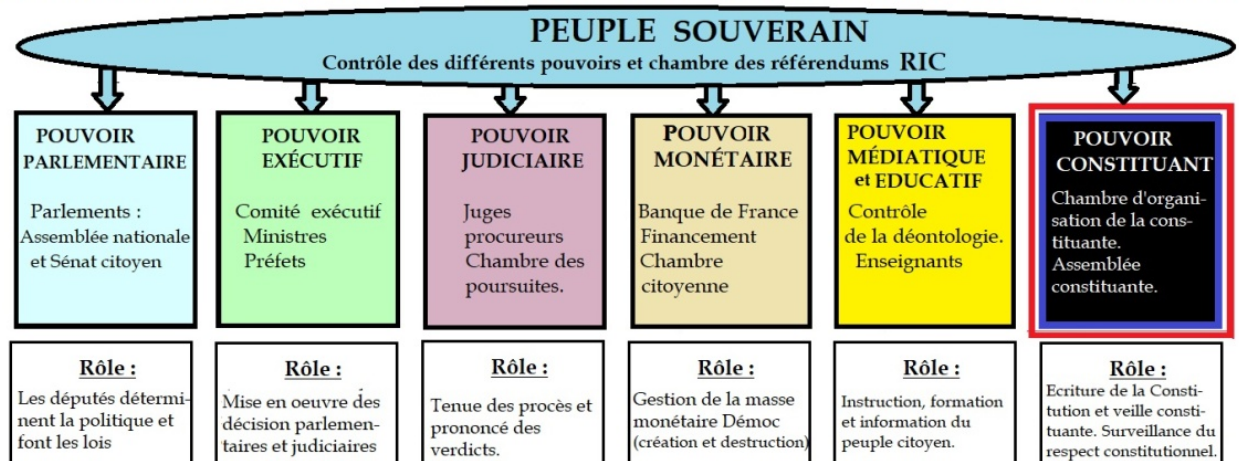 PEUPLE SOUVERAIN
Contrôle des différents pouvoirs et chambre des référendums RIC
POUVOIR
PARLEMENTAIRE
Parlements :
Assemblée nationale
et Sénat citoyen
POUVOIR
EXÉCUTIF
Comité exécutif
Ministres
Préfets
POUVOIR
JUDICIAIRE
Juges
procureurs
Chambre des
poursuites.
POUVOIR
MONÉTAIRE
Banque de France
Financement
Chambre
citoyenne
POUVOIR
MÉDIATIQUE
et EDUCATIF
Contrôle
de la déontologie.
Enseignants
POUVOIR
CONSTITUANT
Chambre d'organi-
sation de la cons-
tituante.
Assemblée
constituante.
Rôle :
Les députés détermi-
nent la politique et
font les lois
Rôle :
Mise en oeuvre des
décision parlemen-
taires et judiciaires
Rôle :
Tenue des procès et
prononcé des
verdicts.
Rôle :
Gestion de la masse
monétaire Démoc
(création et destruction)
Rôle :
Instruction, formation
et information du
peuple citoyen.
Rôle :
Ecriture de la Consti-
tution et veille consti-
tuante. Surveillance du
respect constitutionnel.